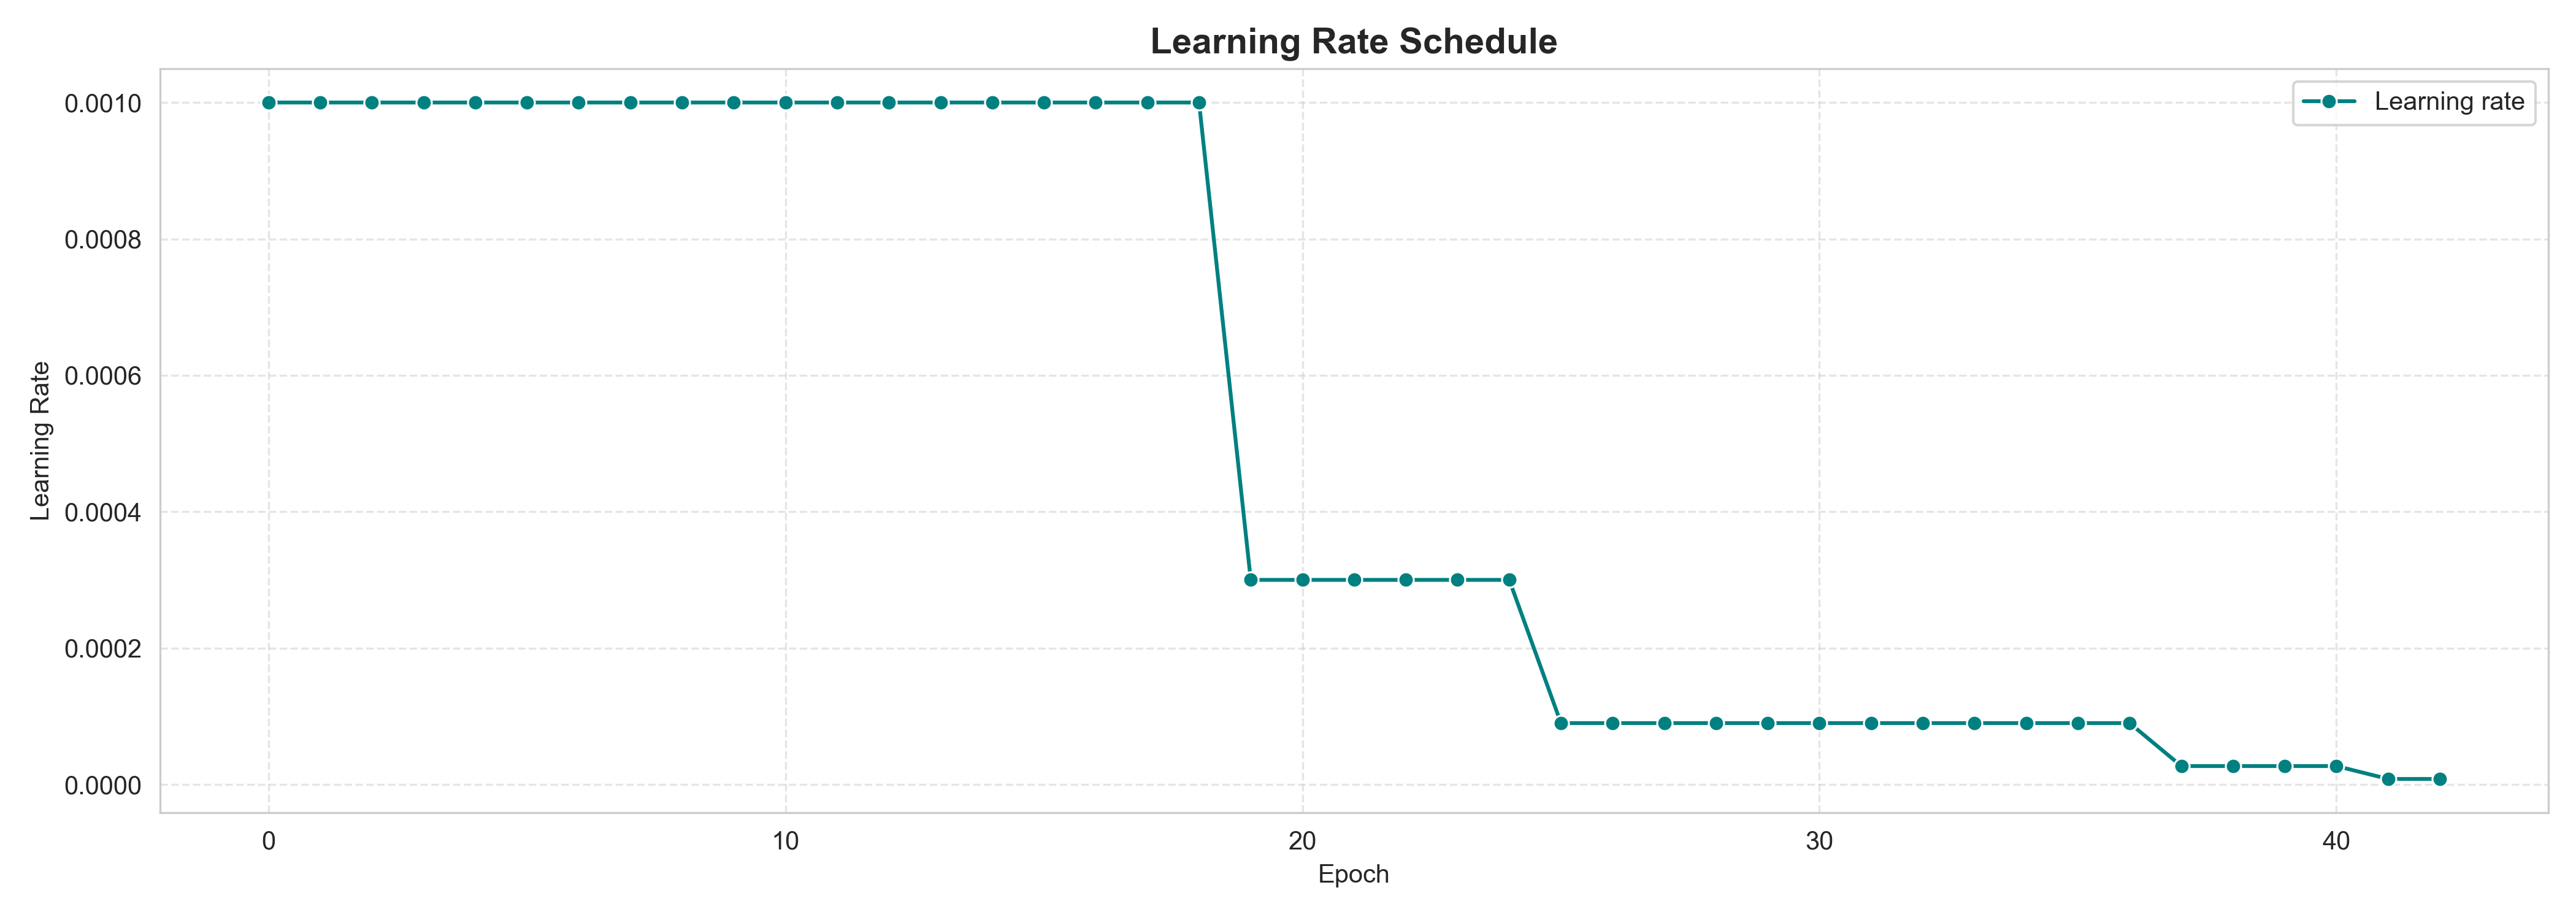 Learning Rate Schedule
Learning rate
0.0010
0.0008
0.0006
0.0004
0.0002
0.0000
Learning Rate
0 10 20 30 40
Epoch